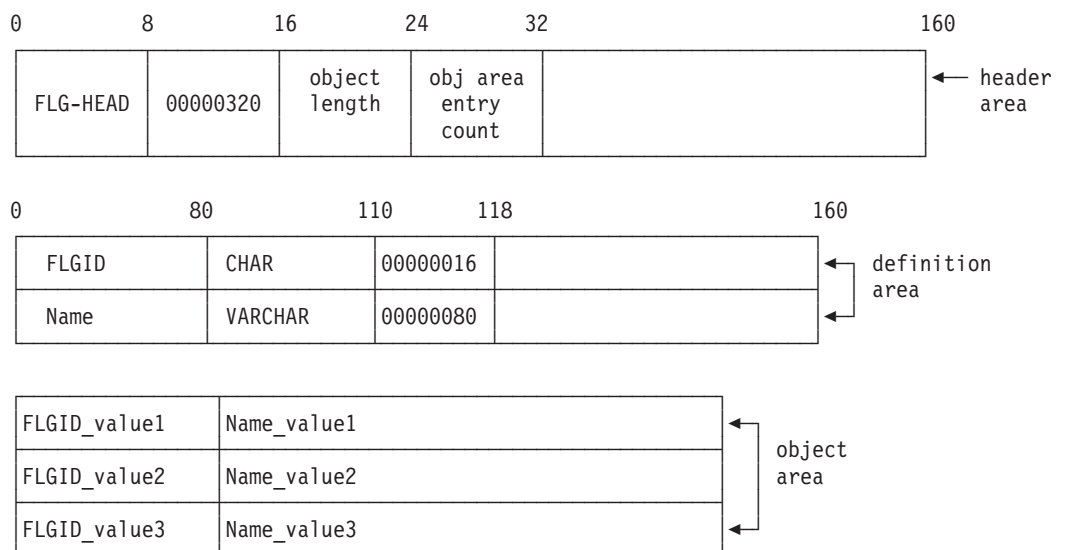 0 8 16 24 32 160
object obj area header
FLG-HEAD 00000320 length entry area
count
0 80 110 118 160
FLGID CHAR 00000016 definition
area
Name VARCHAR 00000080
FLGID_value1 Name_value1
object
FLGID_value2 Name_value2 area
FLGID_value3 Name_value3